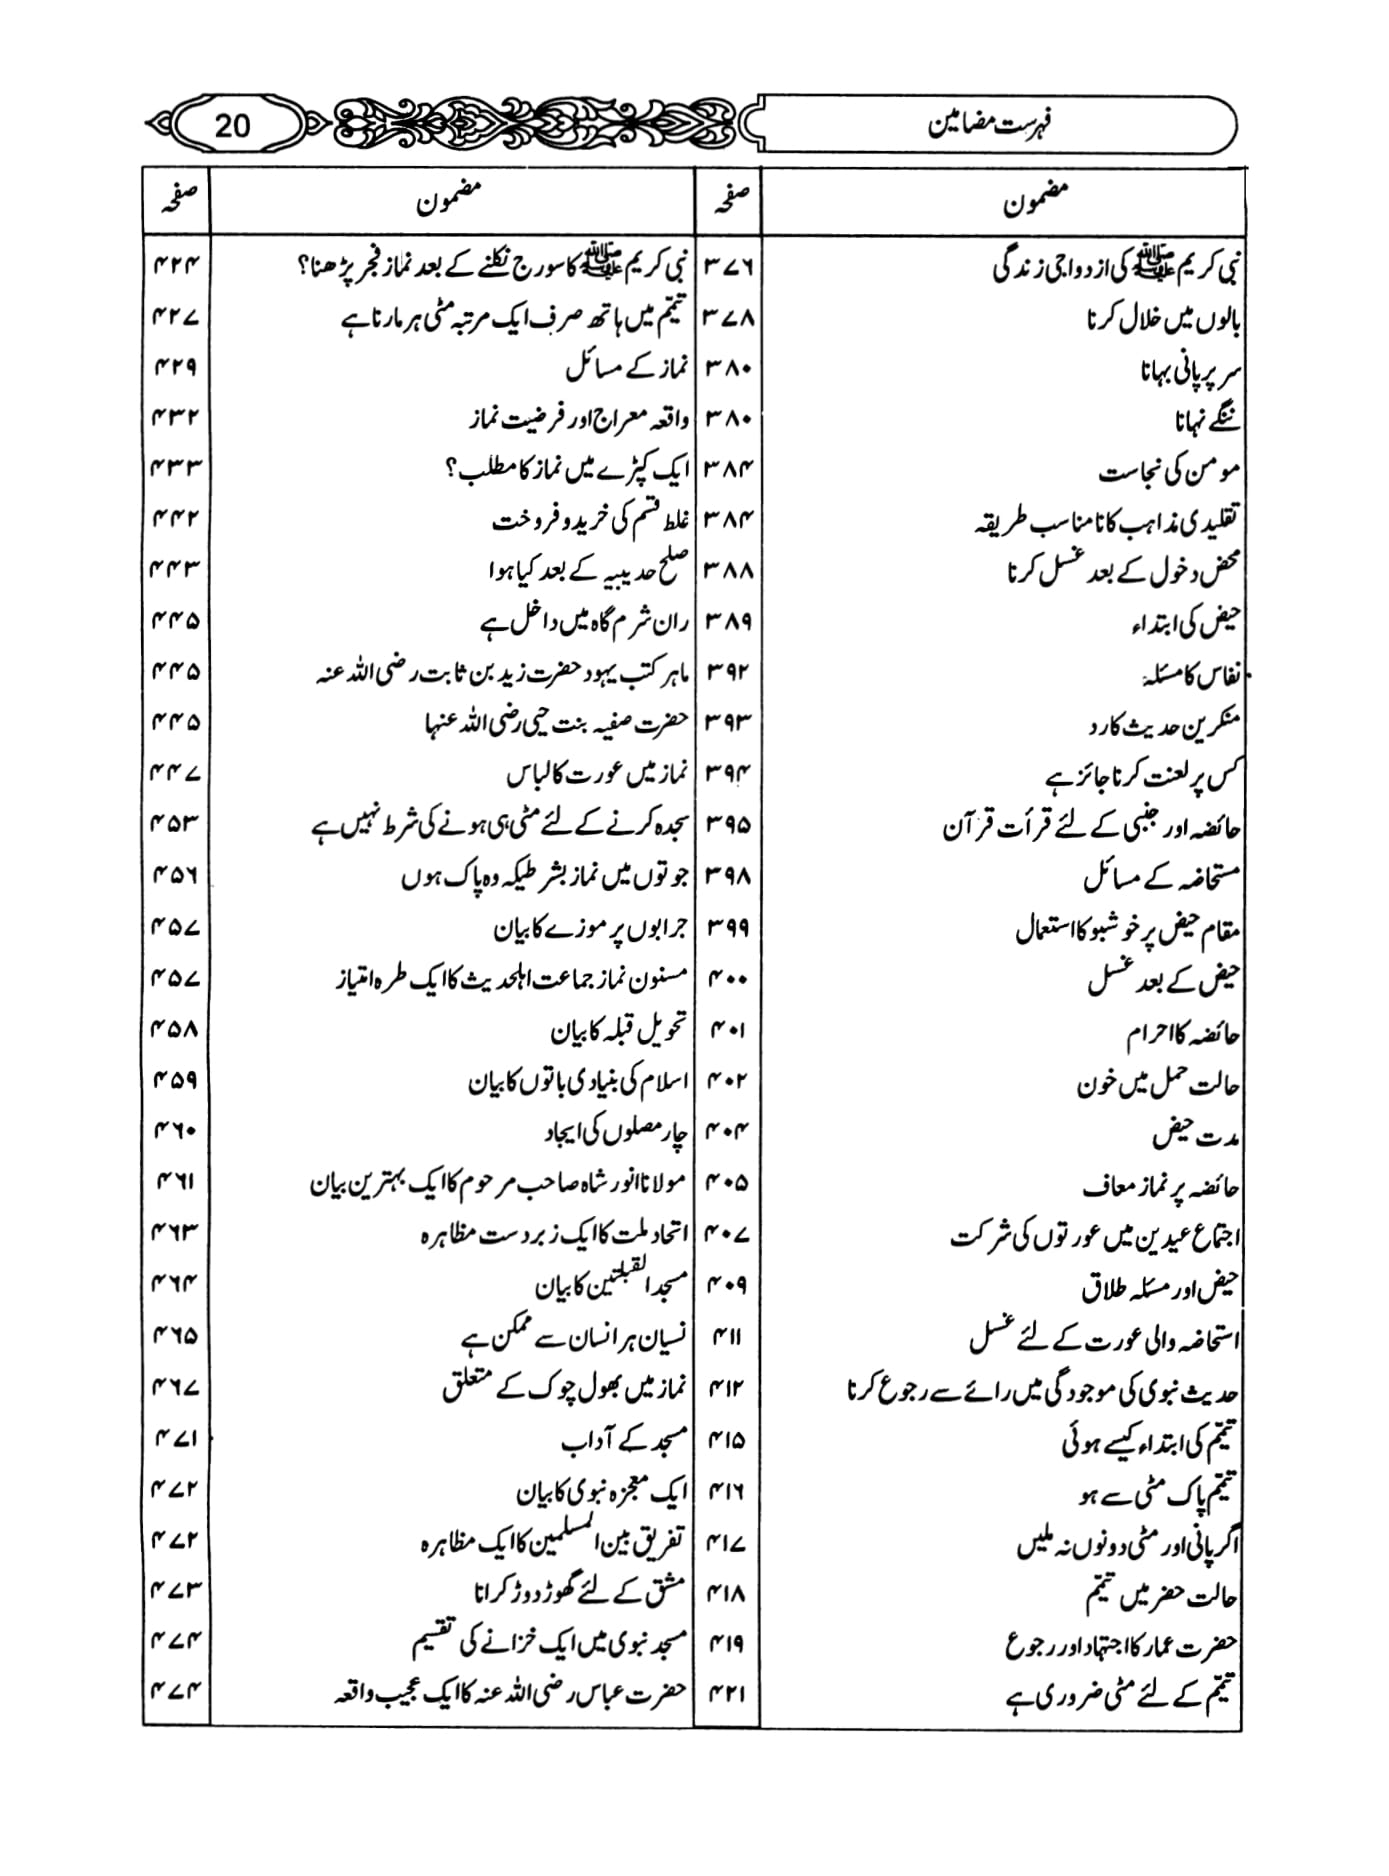 فہرست مضامین
20
مضمون صفحہ مضمون صفحہ
نبی کریم ﷺ کی ازدواجی زندگی ۳۷۶ نبی کریم ﷺ کا سورج نکلنے کے بعد نماز فجر پڑھنا؟ ۴۲۴
بالوں میں خلال کرنا ۳۷۸ تیمّم میں ہاتھ صرف ایک مرتبہ مٹی ہر مارنا ہے ۴۲۷
سر پر پانی بہانا ۳۸۰ نماز کے مسائل ۴۲۹
ننگے نہانا ۳۸۰ واقعہ معراج اور فرضیت نماز ۴۳۲
مومن کی نجاست ۳۸۴ ایک کپڑے میں نماز کا مطلب؟ ۴۳۳
تقلیدی مذاہب کا نا مناسب طریقہ ۳۸۴ غلط قسم کی خرید و فروخت ۴۴۲
محض دخول کے بعد غسل کرنا ۳۸۸ صلح حدیبیہ کے بعد کیا ہوا ۴۴۳
حیض کی ابتداء ۳۸۹ ران شرم گاہ میں داخل ہے ۴۴۵
نفاس کا مسئلہ ۳۹۲ ماہر کتب یہود حضرت زید بن ثابت رضی اللہ عنہ ۴۴۵
منکرین حدیث کا رد ۳۹۳ حضرت صفیہ بنت حیی رضی اللہ عنہا ۴۴۵
کس پر لعنت کرنا جائز ہے ۳۹۴ نماز میں عورت کا لباس ۴۴۷
حائضہ اور جنبی کے لئے قرأت قرآن ۳۹۵ سجدہ کرنے کے لئے مٹی ہی ہونے کی شرط نہیں ہے ۴۵۳
مستحاضہ کے مسائل ۳۹۸ جوتوں میں نماز بشرطیکہ وہ پاک ہوں ۴۵۶
مقام حیض پر خوشبو کا استعمال ۳۹۹ جرابوں پر موزے کا بیان ۴۵۷
حیض کے بعد غسل ۴۰۰ مسنون نماز جماعت اہلحدیث کا ایک طرہ امتیاز ۴۵۷
حائضہ کا احرام ۴۰۱ تحویل قبلہ کا بیان ۴۵۸
حالت حمل میں خون ۴۰۲ اسلام کی بنیادی باتوں کا بیان ۴۵۹
مدت حیض ۴۰۴ چار مصلوں کی ایجاد ۴۶۰
حائضہ پر نماز معاف ۴۰۵ مولانا انور شاہ صاحب مرحوم کا ایک بہترین بیان ۴۶۱
اجتماع عیدین میں عورتوں کی شرکت ۴۰۷ اتحاد ملت کا ایک زبردست مظاہرہ ۴۶۳
حیض اور مسئلہ طلاق ۴۰۹ مسجد القبلتین کا بیان ۴۶۴
استحاضہ والی عورت کے لئے غسل ۴۱۱ نسیان ہر انسان سے ممکن ہے ۴۶۵
حدیث نبوی کی موجودگی میں رائے سے رجوع کرنا ۴۱۲ نماز میں بھول چوک کے متعلق ۴۶۷
تیمّم کی ابتداء کیسے ہوئی ۴۱۵ مسجد کے آداب ۴۷۱
تیمّم پاک مٹی سے ہو ۴۱۶ ایک معجزہ نبوی کا بیان ۴۷۲
اگر پانی اور مٹی دونوں نہ ملیں ۴۱۷ تفریق بین المسلمین کا ایک مظاہرہ ۴۷۲
حالت حضر میں تیمّم ۴۱۸ مشق کے لئے گھوڑ دوڑ کرانا ۴۷۳
حضرت عمار کا اجتہاد اور رجوع ۴۱۹ مسجد نبوی میں ایک خزانے کی تقسیم ۴۷۴
تیمّم کے لئے مٹی ضروری ہے ۴۲۱ حضرت عباس رضی اللہ عنہ کا ایک عجیب واقعہ ۴۷۴